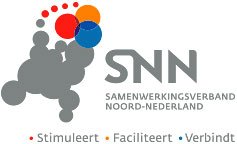 SNN
SAMENWERKINGSVERBAND
NOORD-NEDERLAND
• Stimuleert • Faciliteert • Verbindt